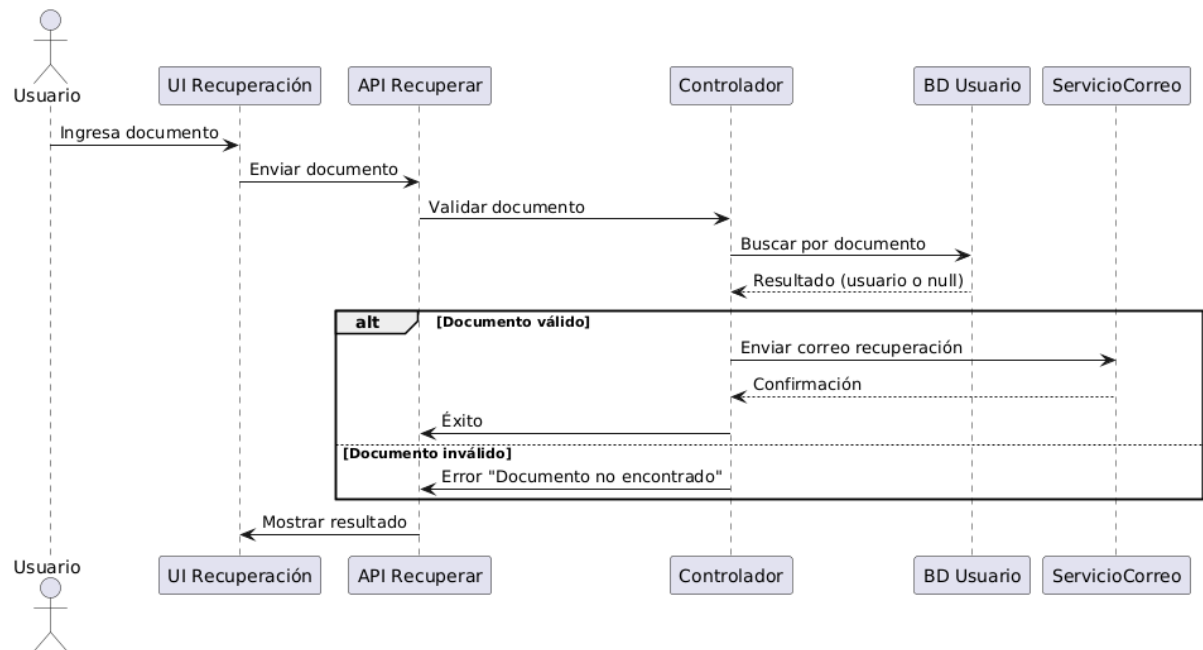 Usuario
UI Recuperación
API Recuperar
Controlador
BD Usuario
ServicioCorreo
Ingresa documento
Enviar documento
Validar documento
Buscar por documento
Resultado (usuario o null)
alt
[Documento válido]
Enviar correo recuperación
Confirmación
Éxito
[Documento inválido]
Error "Documento no encontrado"
Mostrar resultado
Usuario
UI Recuperación
API Recuperar
Controlador
BD Usuario
ServicioCorreo